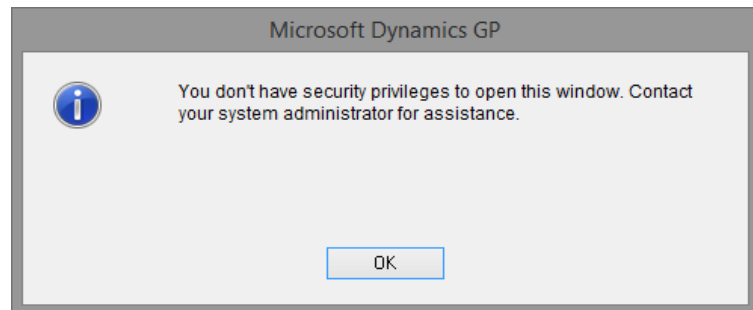 Microsoft Dynamics GP
You don't have security privileges to open this window. Contact
your system administrator for assistance.
OK